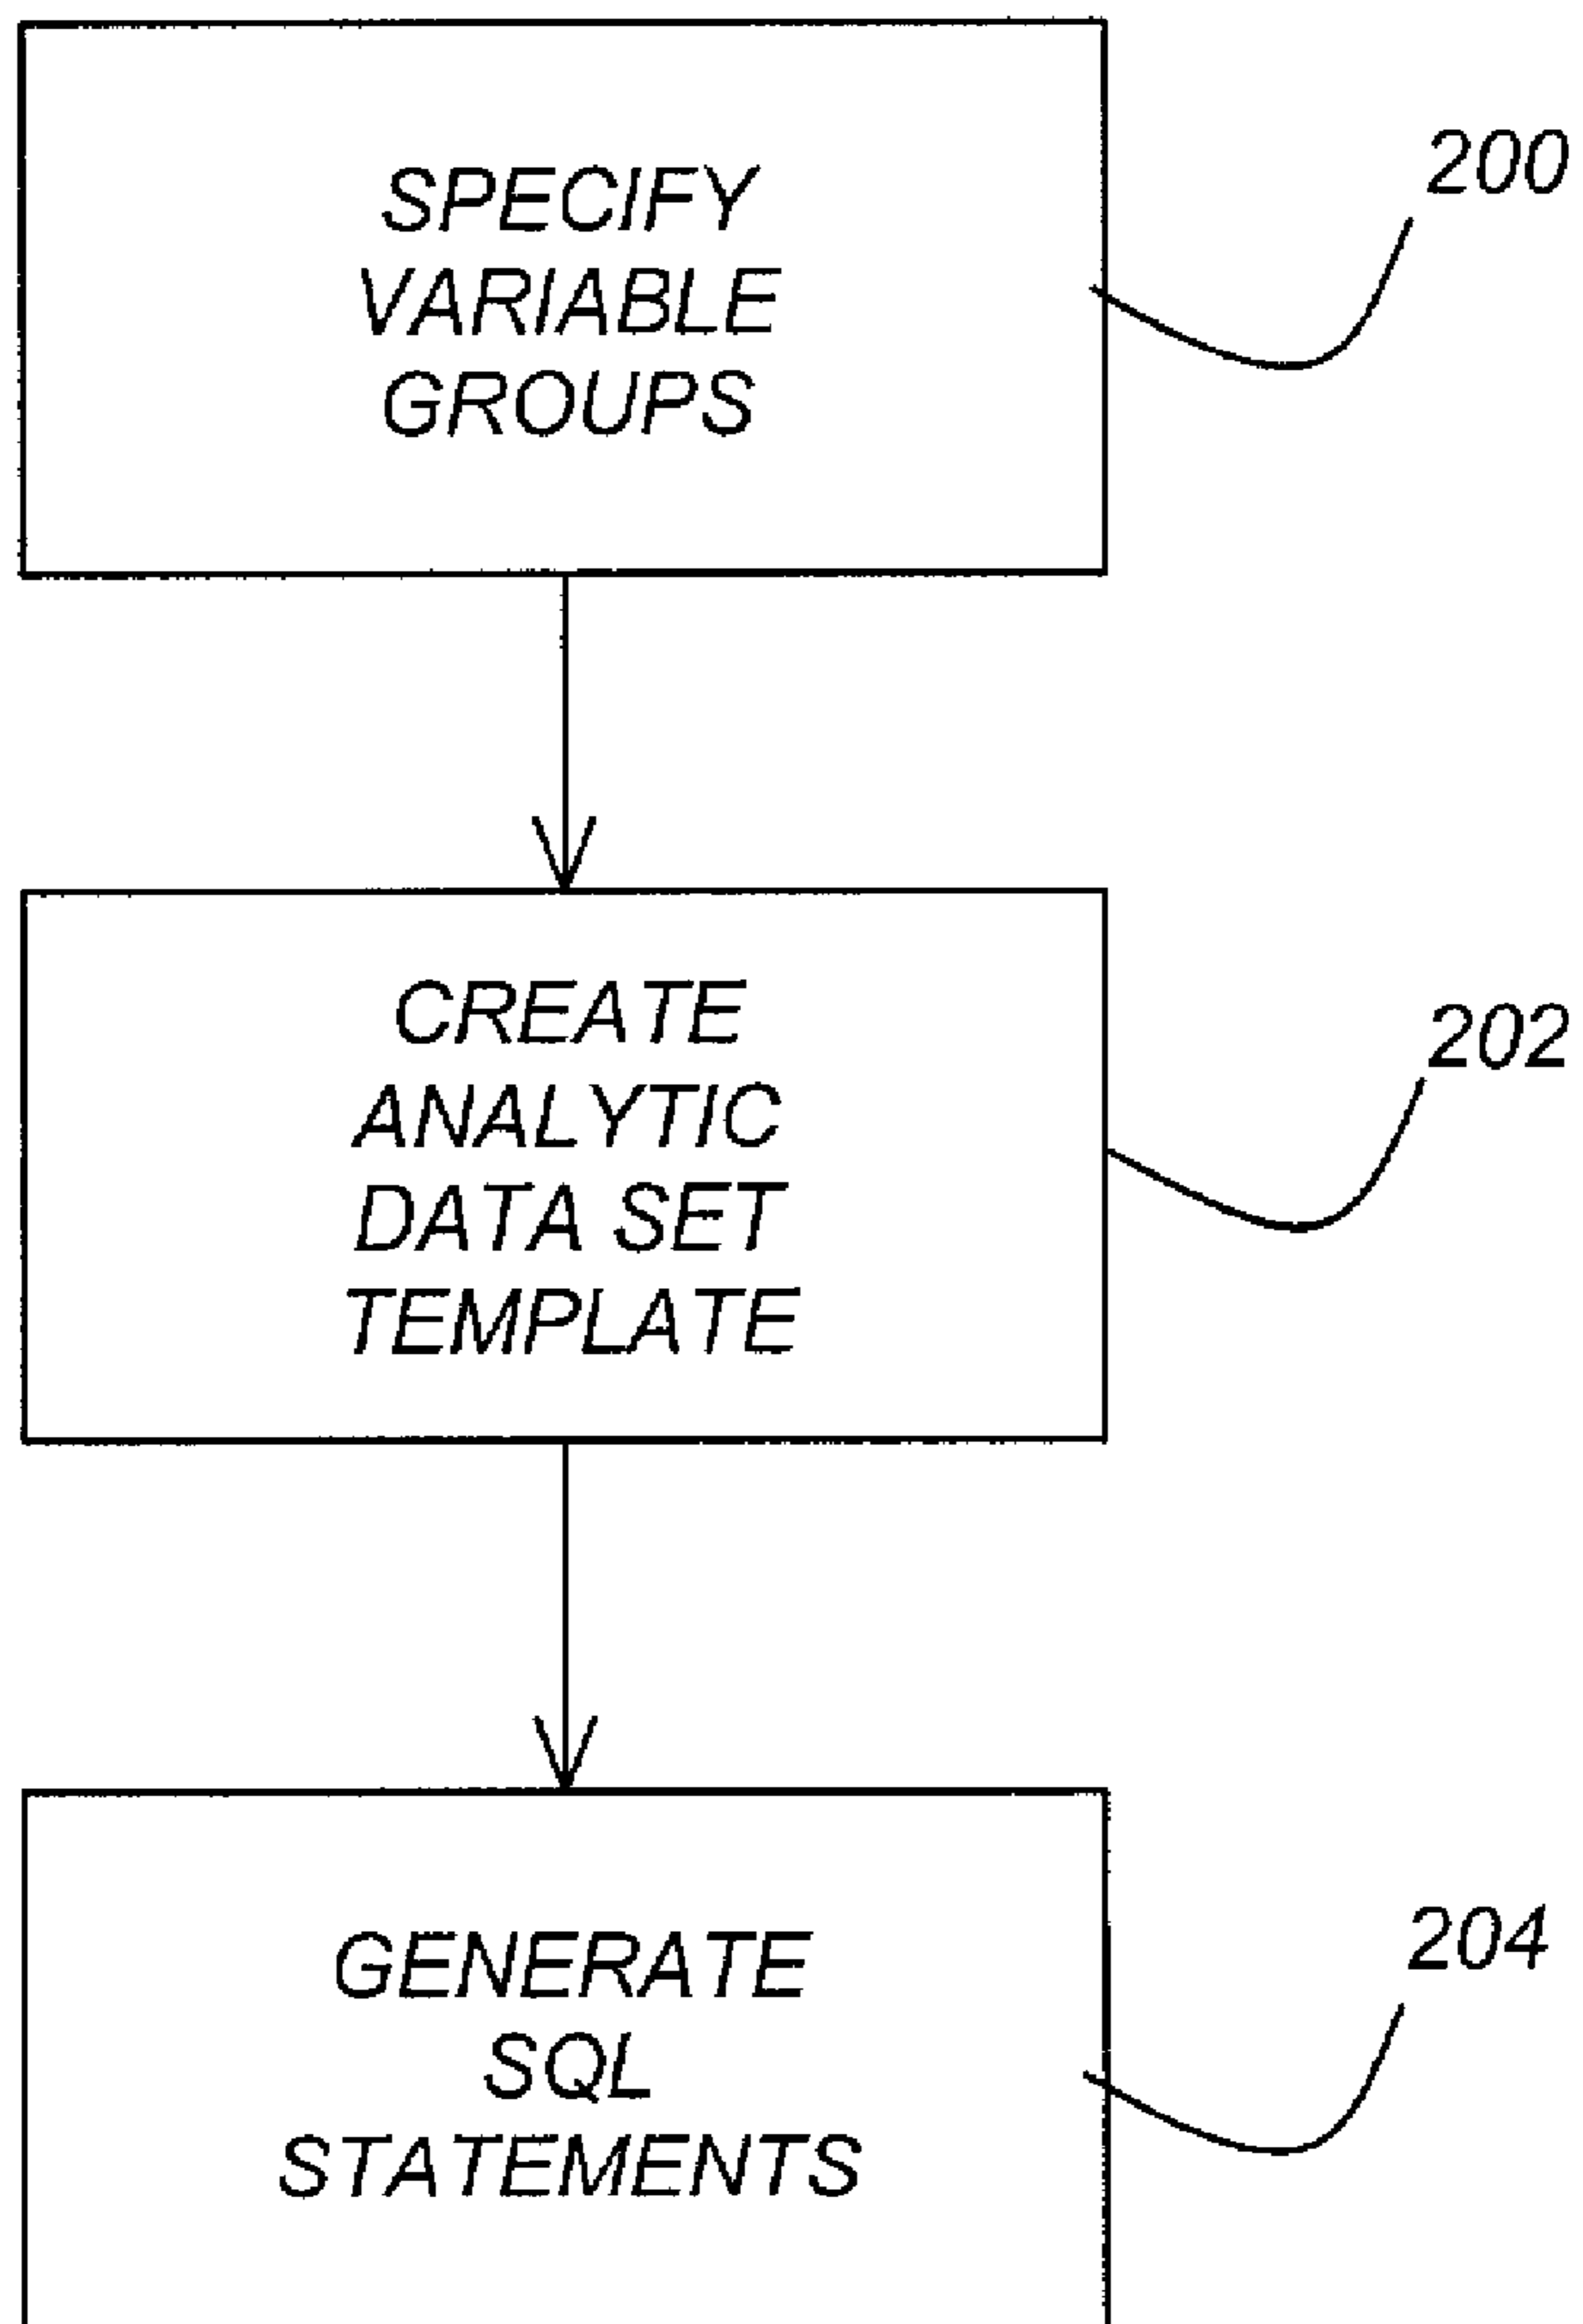 SPECIFY
VARIABLE
GROUPS
200
CREATE
ANALYTIC
DATA SET
TEMPLATE
202
GENERATE
SQL
STATEMENTS
204